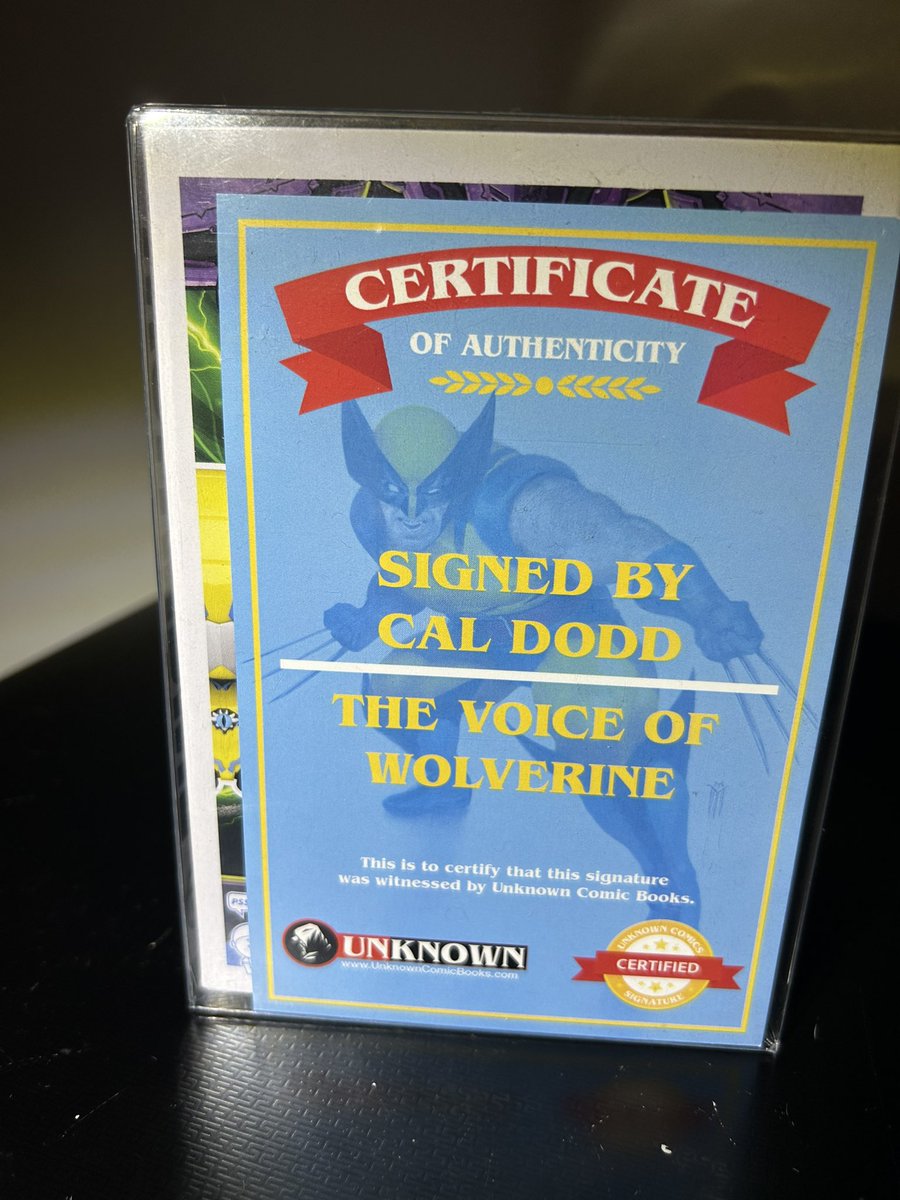 CERTIFICATE
OF AUTHENTICITY
SIGNED BY
CAL DODD
THE VOICE OF
WOLVERINE
This is to certify that this signature
was witnessed by Unknown Comic Books.
UNKNOWN
www.UnknownComicBooks.com
UNKNOWN COMICS
CERTIFIED
SIGNATURE